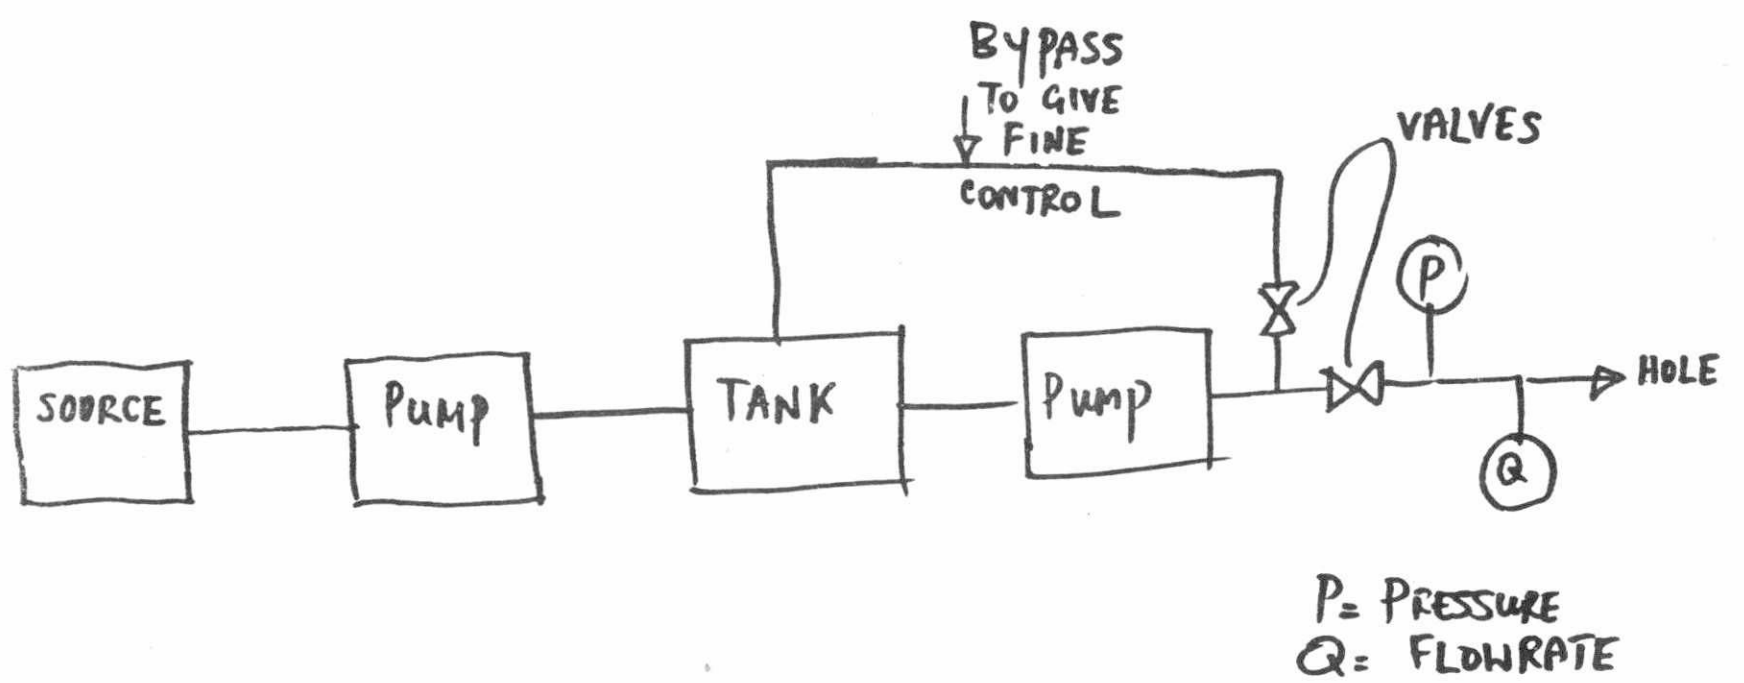 BYPASS
TO GIVE
FINE
CONTROL
VALVES
P
HOLE
SOURCE
PUMP
TANK
PUMP
Q
P= PRESSURE
Q= FLOWRATE